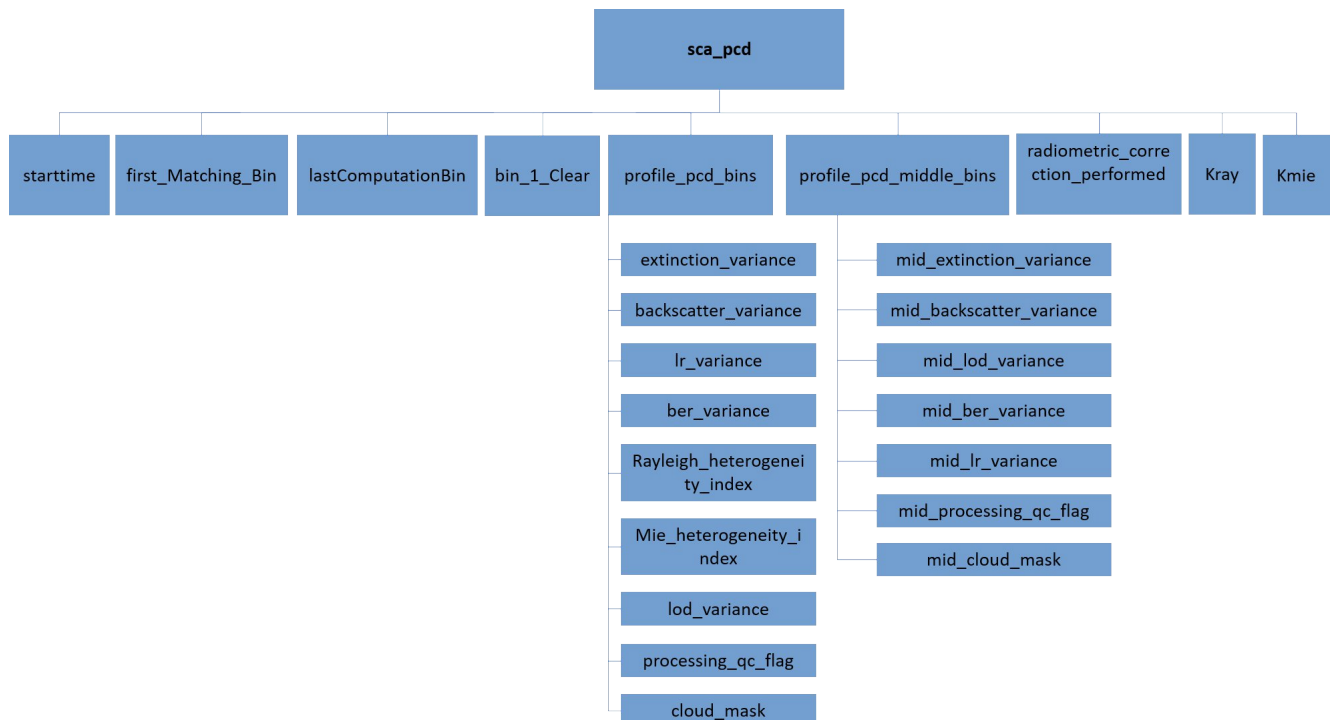 sca_pcd
starttime
first_Matching_Bin
lastComputationBin
bin_1_Clear
profile_pcd_bins
profile_pcd_middle_bins
radiometric_corre
ction_performed
Kray
Kmie
extinction_variance
backscatter_variance
lr_variance
ber_variance
Rayleigh_heterogenei
ty_index
Mie_heterogeneity_i
ndex
lod_variance
processing_qc_flag
cloud_mask
mid_extinction_variance
mid_backscatter_variance
mid_lod_variance
mid_ber_variance
mid_lr_variance
mid_processing_qc_flag
mid_cloud_mask